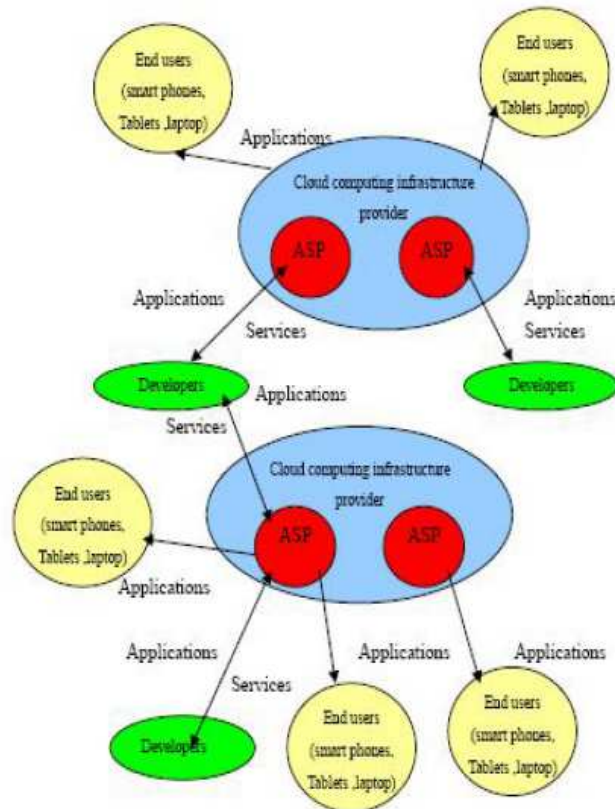 End users
(smart phones,
Tablets ,laptop)
End users
(smart phones,
Tablets ,laptop)
Applications
Cloud computing infrastructure
provider
ASP
ASP
Applications
Services
Applications
Services
Developers
Developers
Applications
Services
Cloud computing infrastructure
provider
End users
(smart phones,
Tablets ,laptop)
ASP
ASP
Applications
Applications
Services
Applications
Applications
Developers
End users
(smart phones,
Tablets ,laptop)
End users
(smart phones,
Tablets ,laptop)